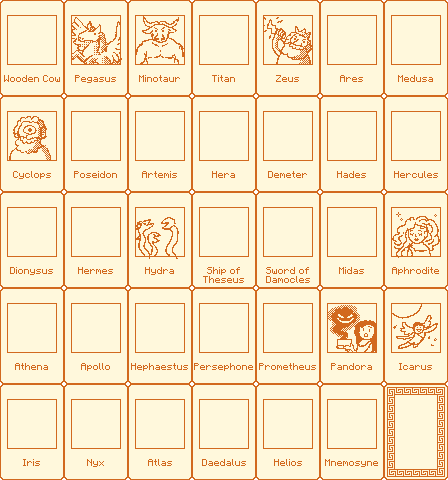 Wooden Cow Pegasus Minotaur Titan Zeus Ares Medusa
Cyclops Poseidon Artemis Hera Demeter Hades Hercules
Dionysus Hermes Hydra Ship of Theseus Sword of Damocles Midas Aphrodite
Athena Apollo Hephaestus Persephone Prometheus Pandora Icarus
Iris Nyx Atlas Daedalus Helios Mnemosyne